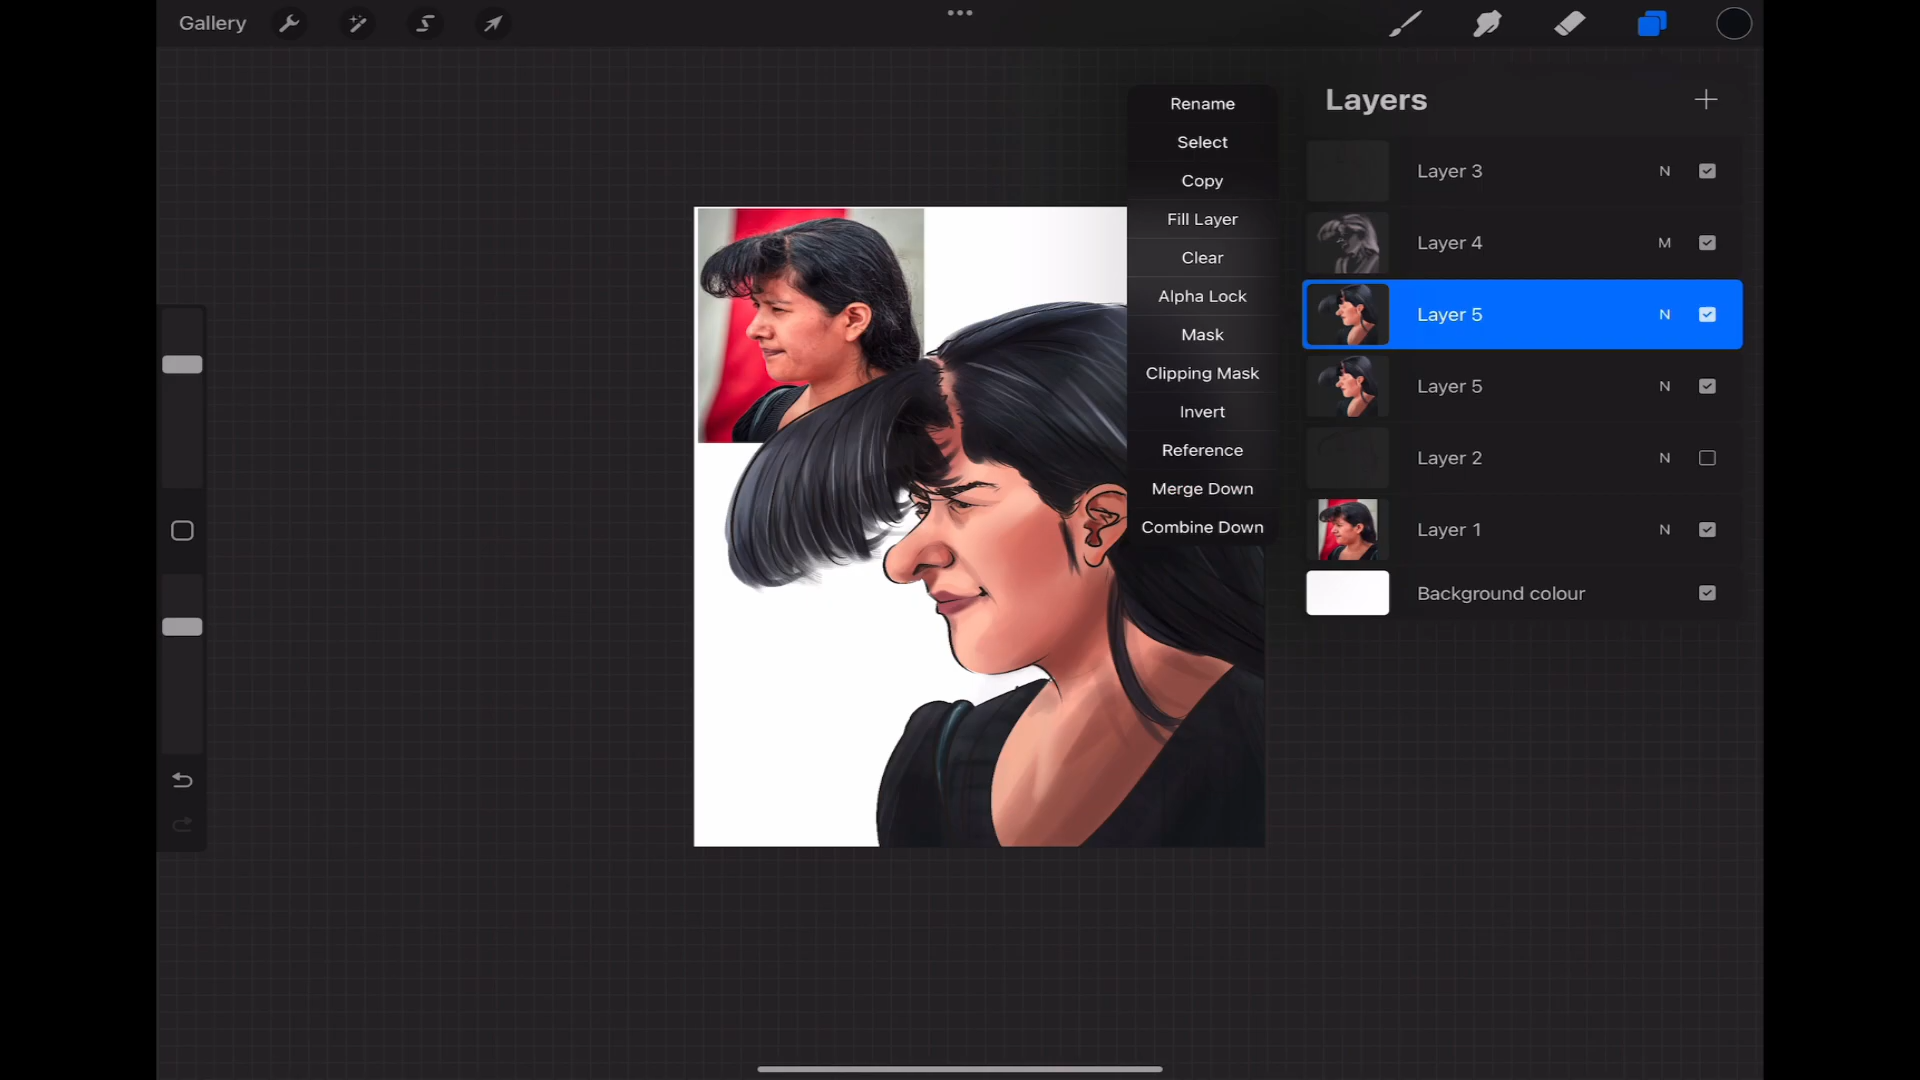 Gallery
Layers
Rename
Select
Copy
Fill Layer
Clear
Alpha Lock
Mask
Clipping Mask
Invert
Reference
Merge Down
Combine Down
Layer 3 N
Layer 4 M
Layer 5 N
Layer 5 N
Layer 2 N
Layer 1 N
Background colour